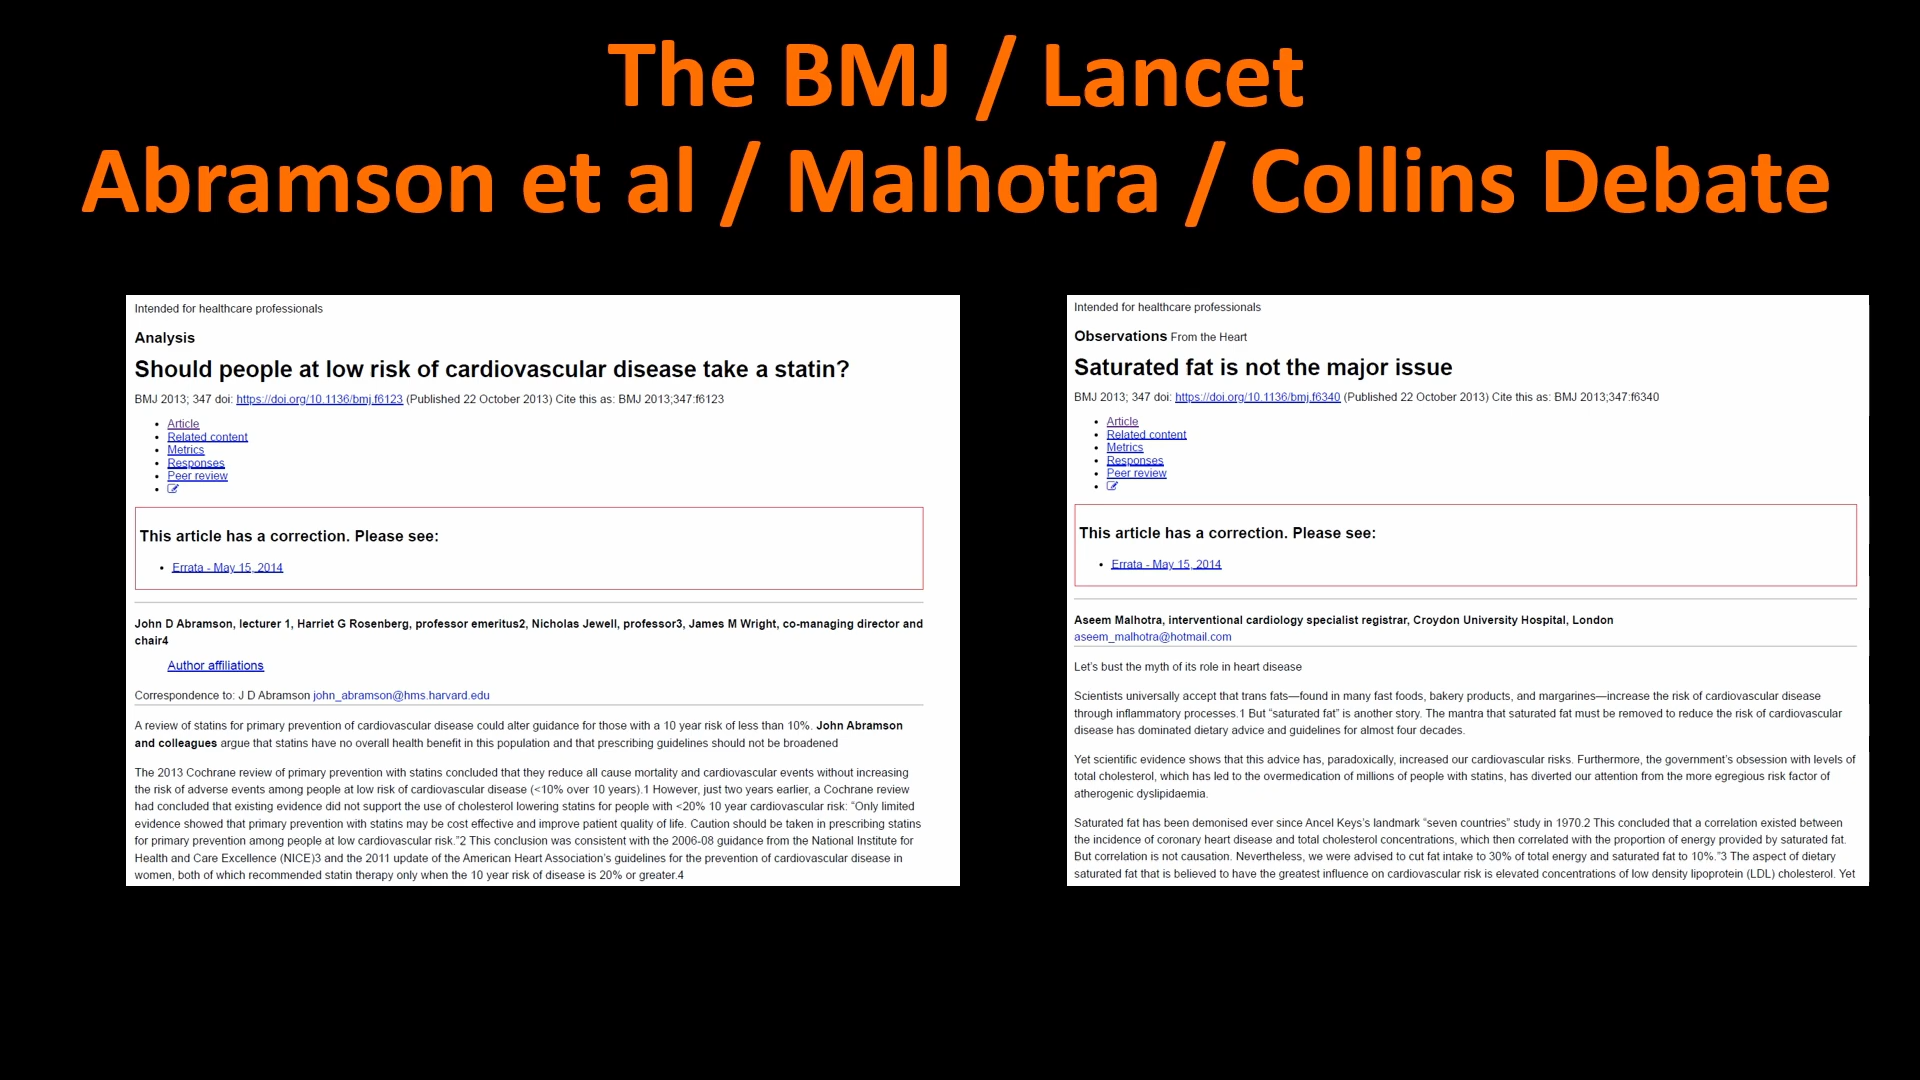 The BMJ / Lancet
Abramson et al / Malhotra / Collins Debate
Intended for healthcare professionals
Analysis
Should people at low risk of cardiovascular disease take a statin?
BMJ 2013; 347 doi: https://doi.org/10.1136/bmj.f6123 (Published 22 October 2013) Cite this as: BMJ 2013;347:f6123
• Article
• Related content
• Metrics
• Responses
• Peer review
•
This article has a correction. Please see:
• Errata - May 15, 2014
John D Abramson, lecturer 1, Harriet G Rosenberg, professor emeritus2, Nicholas Jewell, professor3, James M Wright, co-managing director and
chair4
Author affiliations
Correspondence to: J D Abramson john_abramson@hms.harvard.edu
A review of statins for primary prevention of cardiovascular disease could alter guidance for those with a 10 year risk of less than 10%. John Abramson
and colleagues argue that statins have no overall health benefit in this population and that prescribing guidelines should not be broadened
The 2013 Cochrane review of primary prevention with statins concluded that they reduce all cause mortality and cardiovascular events without increasing
the risk of adverse events among people at low risk of cardiovascular disease (<10% over 10 years).1 However, just two years earlier, a Cochrane review
had concluded that existing evidence did not support the use of cholesterol lowering statins for people with <20% 10 year cardiovascular risk: “Only limited
evidence showed that primary prevention with statins may be cost effective and improve patient quality of life. Caution should be taken in prescribing statins
for primary prevention among people at low cardiovascular risk.”2 This conclusion was consistent with the 2006-08 guidance from the National Institute for
Health and Care Excellence (NICE)3 and the 2011 update of the American Heart Association’s guidelines for the prevention of cardiovascular disease in
women, both of which recommended statin therapy only when the 10 year risk of disease is 20% or greater.4
Intended for healthcare professionals
Observations From the Heart
Saturated fat is not the major issue
BMJ 2013; 347 doi: https://doi.org/10.1136/bmj.f6340 (Published 22 October 2013) Cite this as: BMJ 2013;347:f6340
• Article
• Related content
• Metrics
• Responses
• Peer review
•
This article has a correction. Please see:
• Errata - May 15, 2014
Aseem Malhotra, interventional cardiology specialist registrar, Croydon University Hospital, London
aseem_malhotra@hotmail.com
Let’s bust the myth of its role in heart disease
Scientists universally accept that trans fats—found in many fast foods, bakery products, and margarines—increase the risk of cardiovascular disease
through inflammatory processes.1 But “saturated fat” is another story. The mantra that saturated fat must be removed to reduce the risk of cardiovascular
disease has dominated dietary advice and guidelines for almost four decades.
Yet scientific evidence shows that this advice has, paradoxically, increased our cardiovascular risks. Furthermore, the government’s obsession with levels of
total cholesterol, which has led to the overmedication of millions of people with statins, has diverted our attention from the more egregious risk factor of
atherogenic dyslipidaemia.
Saturated fat has been demonised ever since Ancel Keys’s landmark “seven countries” study in 1970.2 This concluded that a correlation existed between
the incidence of coronary heart disease and total cholesterol concentrations, which then correlated with the proportion of energy provided by saturated fat.
But correlation is not causation. Nevertheless, we were advised to cut fat intake to 30% of total energy and saturated fat to 10%.”3 The aspect of dietary
saturated fat that is believed to have the greatest influence on cardiovascular risk is elevated concentrations of low density lipoprotein (LDL) cholesterol. Yet